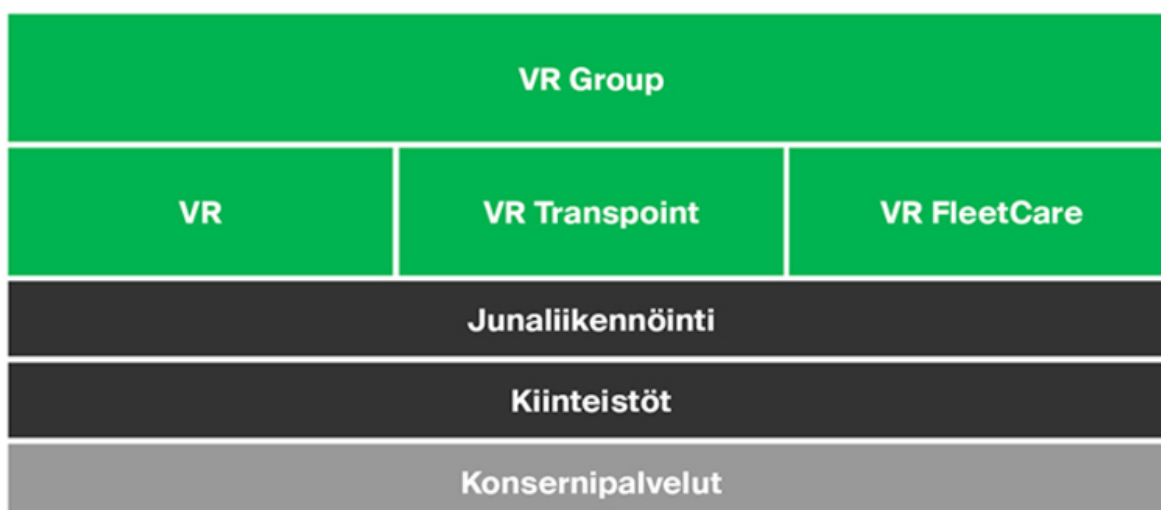 VR Group
VR VR Transpoint VR FleetCare
Junaliikennöinti
Kiinteistöt
Konsernipalvelut